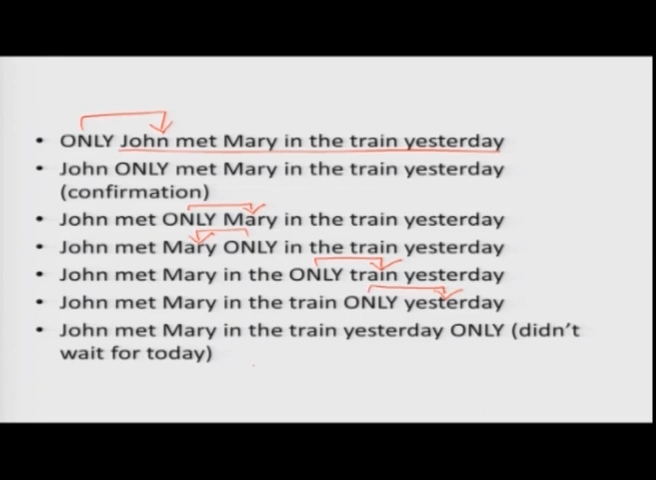 • ONLY John met Mary in the train yesterday
• John ONLY met Mary in the train yesterday
(confirmation)
• John met ONLY Mary in the train yesterday
• John met Mary ONLY in the train yesterday
• John met Mary in the ONLY train yesterday
• John met Mary in the train ONLY yesterday
• John met Mary in the train yesterday ONLY (didn't
wait for today)